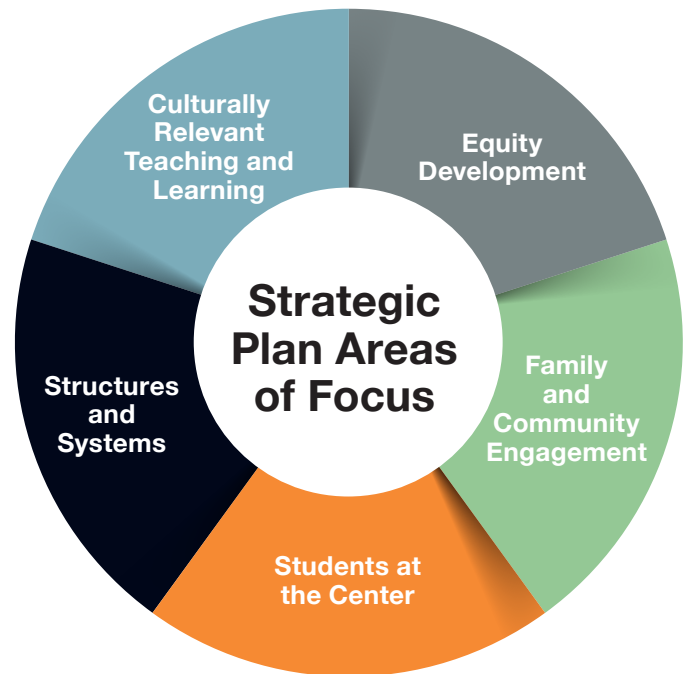 Strategic
Plan Areas
of Focus
Equity
Development
Family
and
Community
Engagement
Students at
the Center
Structures
and
Systems
Culturally
Relevant
Teaching and
Learning